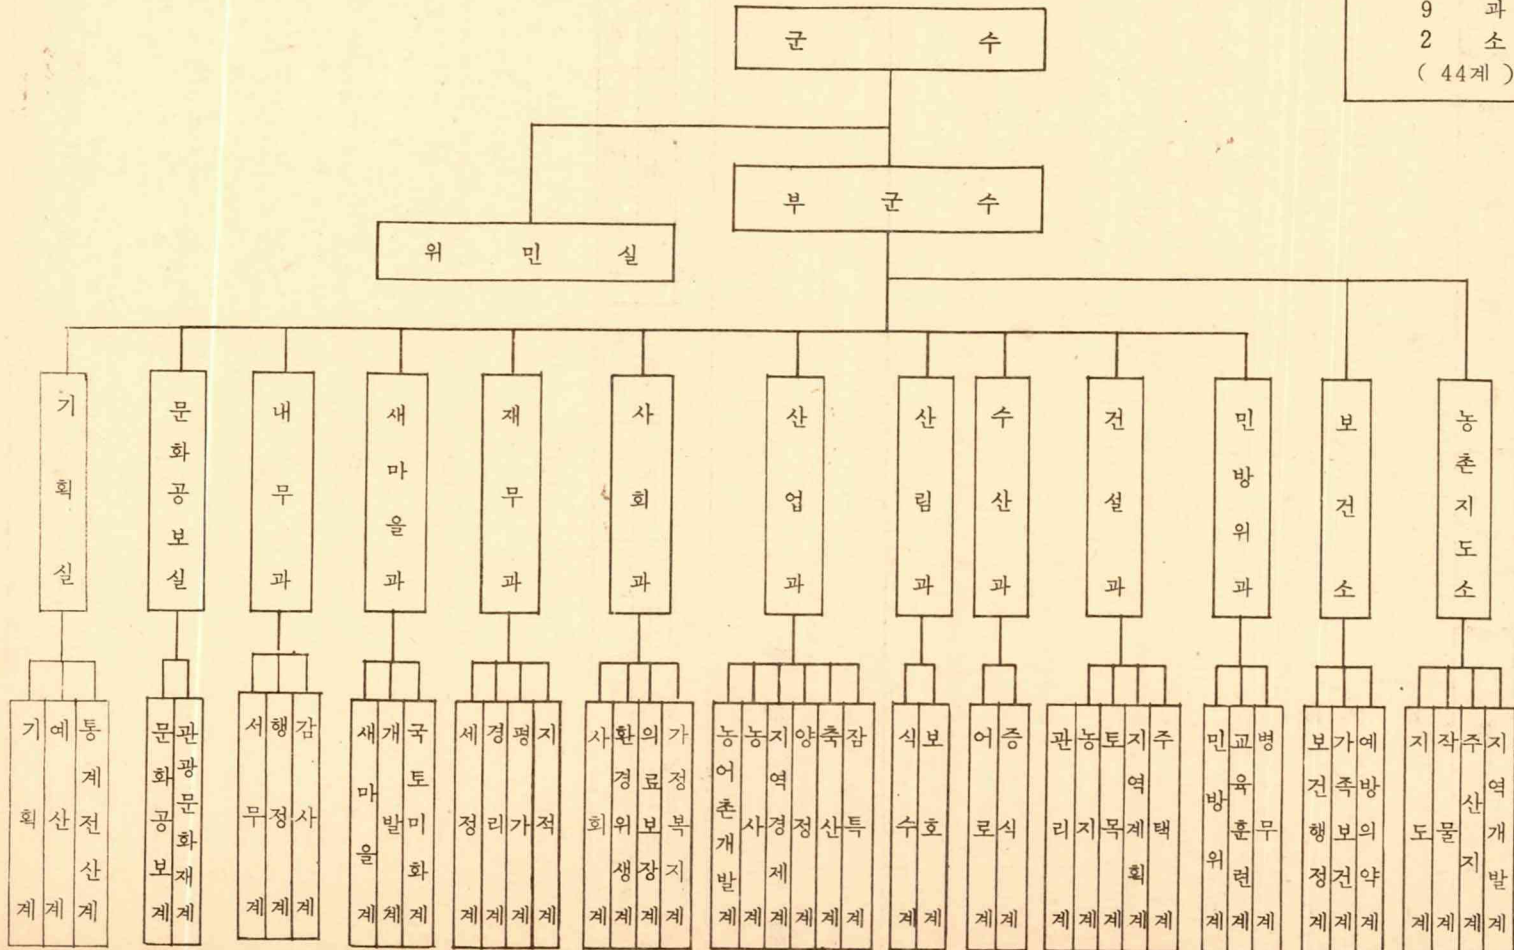 9 과
2 소
( 44계 )
군 수
부 군 수
위 민 실
기획실
문화공보실
내무과
새마을과
재무과
사회과
산업과
산림과
수산과
건설과
민방위과
보건소
농촌지도소
기획계
예산계
통계전산계
문화공보계
관광문화재계
서무계
행정계
감사계
새마을계
개발계
국토미화계
세정계
경리계
평가계
지적계
사회계
환경위생계
의료보장계
가정복지계
농어촌개발계
농사계
지역경제계
양정계
축산계
잠특계
식수계
보호계
어로계
증식계
관리계
농지계
토목계
지역계획계
주택계
민방위계
교육훈련계
병무계
보건행정계
가족보건계
예방의약계
지도계
작물계
주산지계
지역개발계